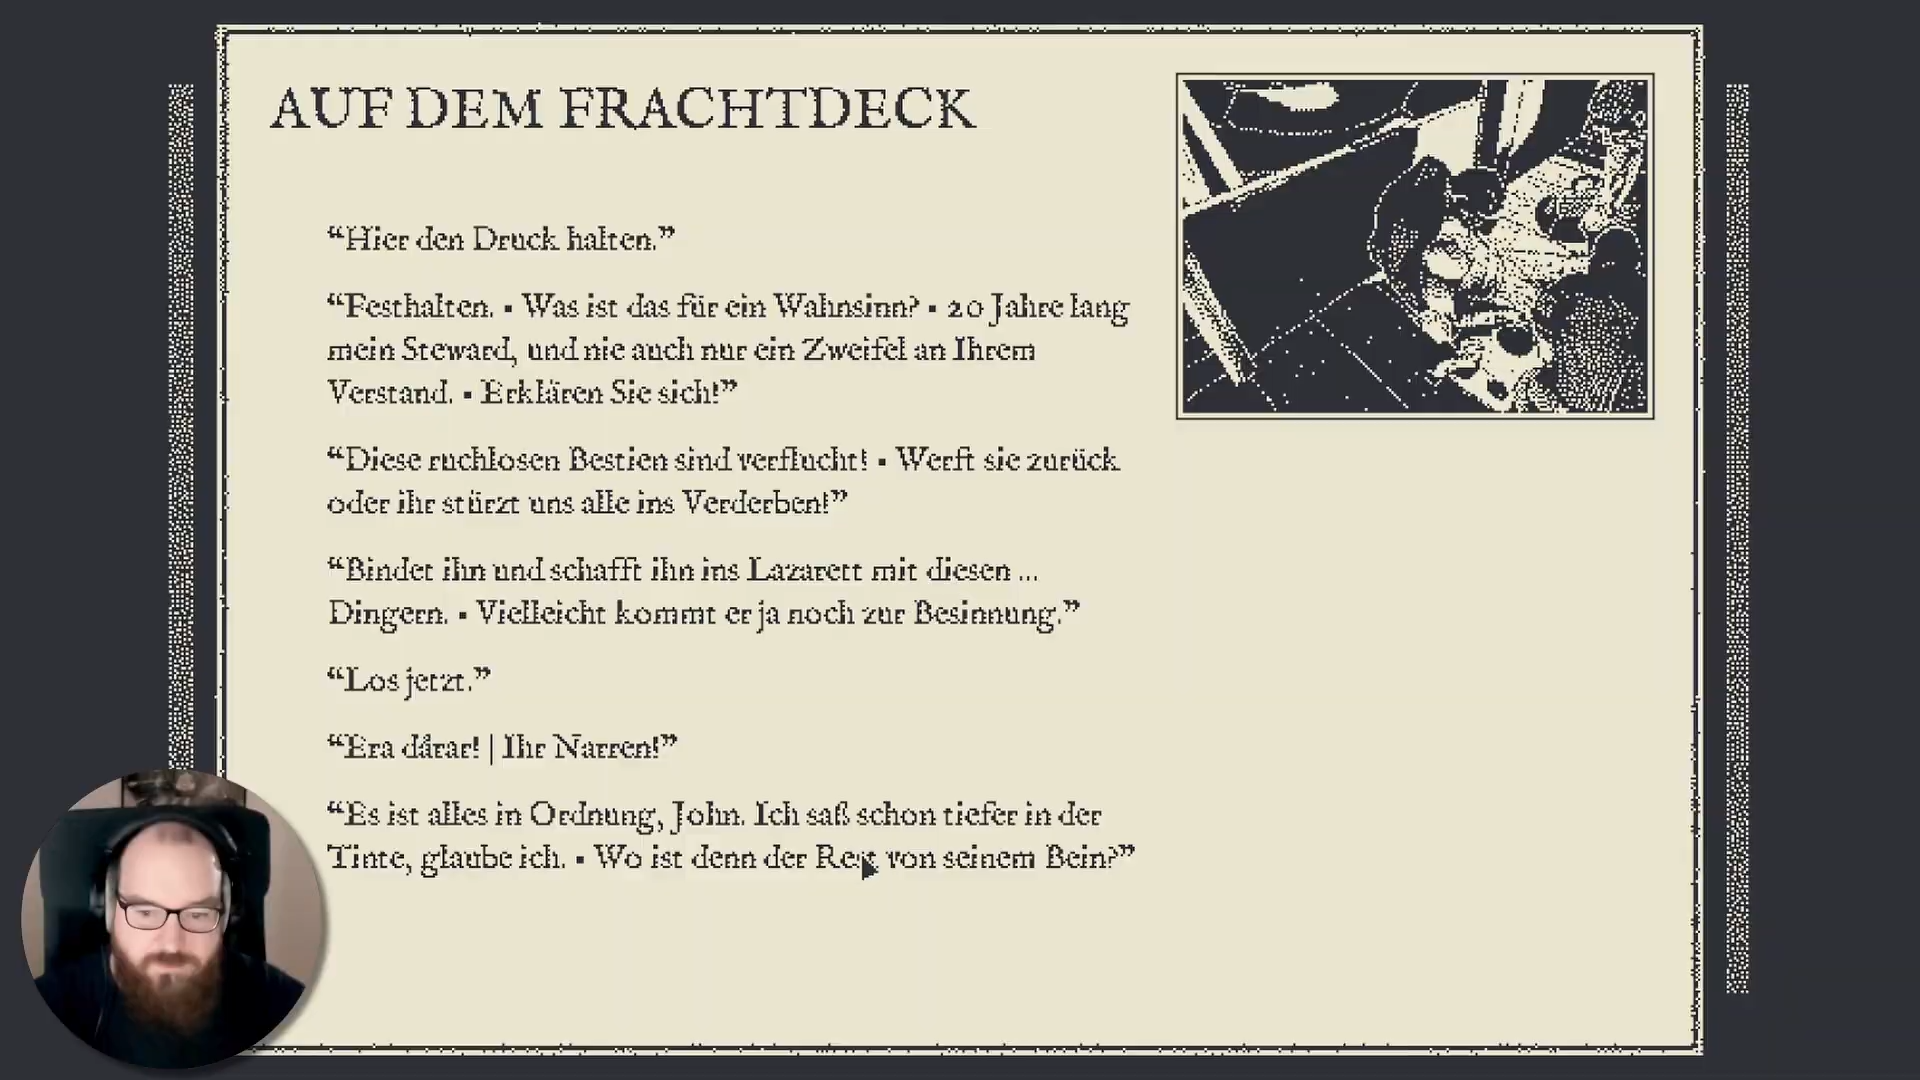 AUF DEM FRACHTDECK
“Hier den Druck halten.”
“Festhalten. ▪ Was ist das für ein Wahnsinn? ▪ 20 Jahre lang
mein Steward, und nie auch nur ein Zweifel an Ihrem
Verstand. ▪ Erklären Sie sich!”
“Diese ruchlosen Bestien sind verflucht! ▪ Werft sie zurück
oder ihr stürzt uns alle ins Verderben!”
“Bindet ihn und schafft ihn ins Lazarett mit diesen ...
Dingern. ▪ Vielleicht kommt er ja noch zur Besinnung.”
“Los jetzt.”
“Era dårar! | Ihr Narren!”
“Es ist alles in Ordnung, John. Ich saß schon tiefer in der
Tinte, glaube ich. ▪ Wo ist denn der Rest von seinem Bein?”